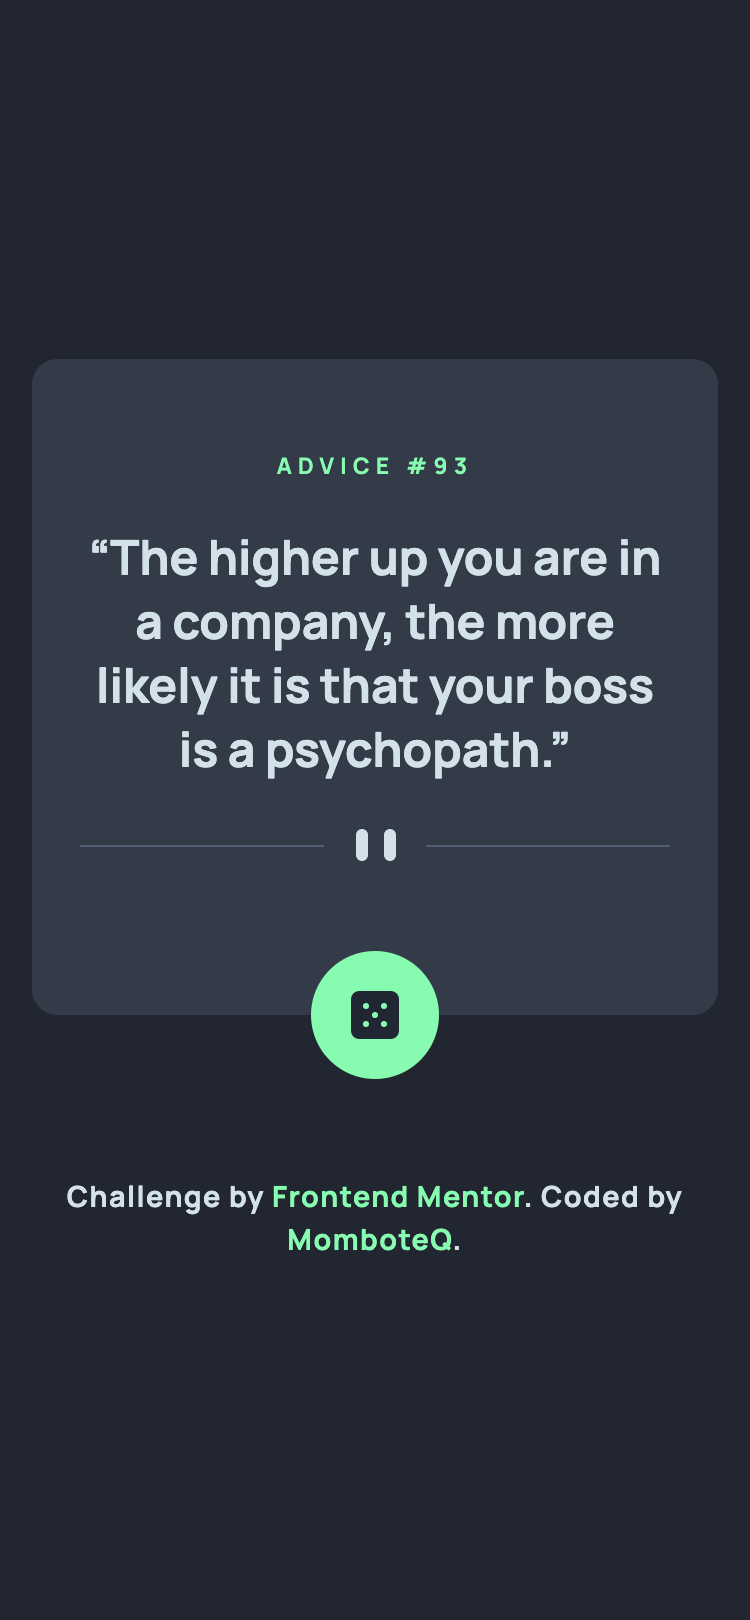 ADVICE #93
“The higher up you are in
a company, the more
likely it is that your boss
is a psychopath.”
Challenge by Frontend Mentor. Coded by
MomboteQ.